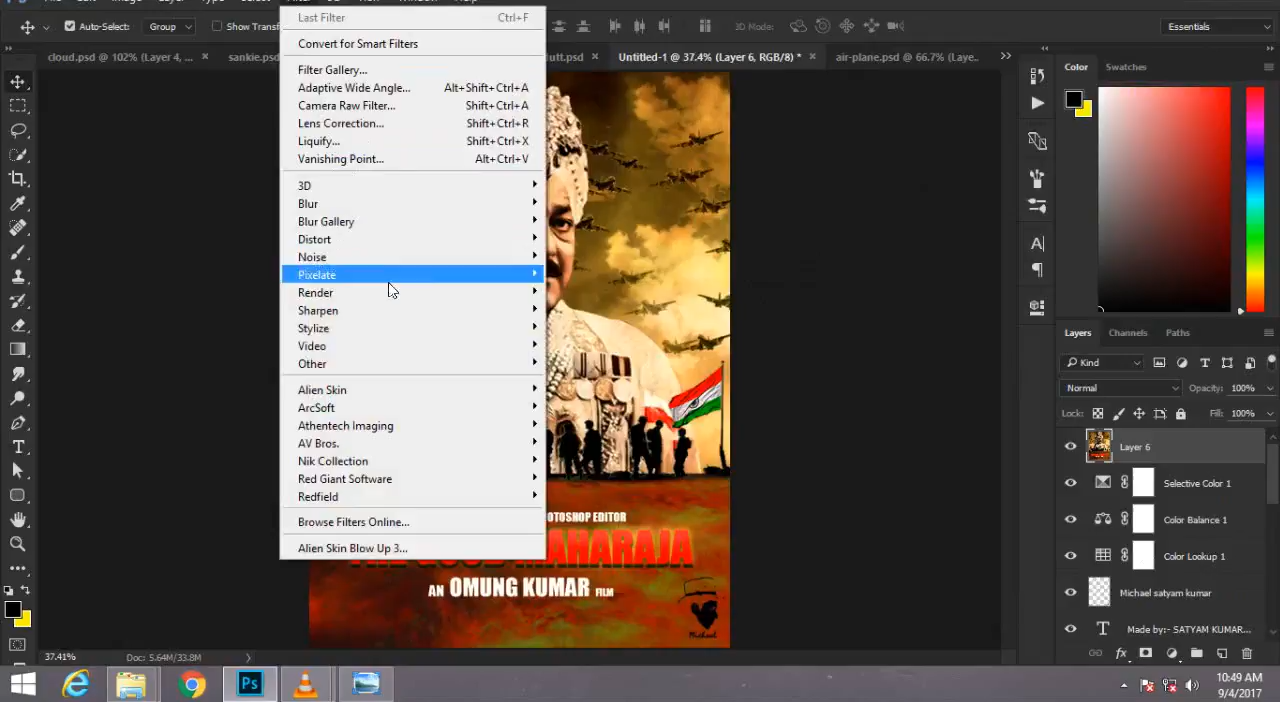 Auto-Select: Group Show Transf 3D Mode: Essentials
cloud.psd @ 102% (Layer 4, ... × sankie.psd dutt.psd × Untitled-1 @ 37.4% (Layer 6, RGB/8) * × air-plane.psd @ 66.7% (Laye..
Last Filter Ctrl+F
Convert for Smart Filters
Filter Gallery...
Adaptive Wide Angle... Alt+Shift+Ctrl+A
Camera Raw Filter... Shift+Ctrl+A
Lens Correction... Shift+Ctrl+R
Liquify... Shift+Ctrl+X
Vanishing Point... Alt+Ctrl+V
3D
Blur
Blur Gallery
Distort
Noise
Pixelate
Render
Sharpen
Stylize
Video
Other
Alien Skin
ArcSoft
Athentech Imaging
AV Bros.
Nik Collection
Red Giant Software
Redfield
Browse Filters Online...
Alien Skin Blow Up 3...
OTOSHOP EDITOR
THE GOOD MAHARAJA
AN OMUNG KUMAR FILM
Michael
Color Swatches
Layers Channels Paths
Kind
Normal Opacity: 100%
Lock: Fill: 100%
Layer 6
Selective Color 1
Color Balance 1
Color Lookup 1
Michael satyam kumar
T Made by:- SATYAM KUMAR...
fx
37.41% Doc: 5.64M/33.8M
Ps
10:49 AM
9/4/2017